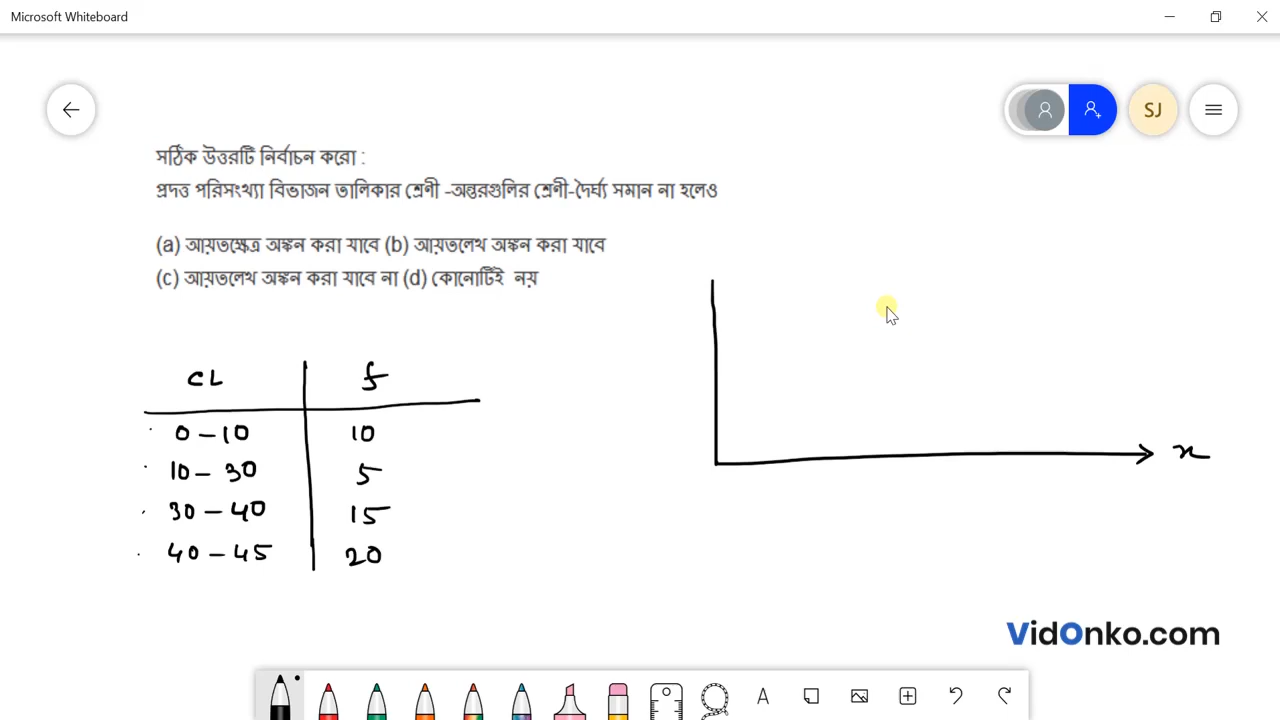 Microsoft Whiteboard
SJ
সঠিক উত্তরটি নির্বাচন করো :
প্রদত্ত পরিসংখ্যা বিভাজন তালিকার শ্রেণী -অন্তরগুলির শ্রেণী-দৈর্ঘ্য সমান না হলেও
(a) আয়তক্ষেত্র অঙ্কন করা যাবে (b) আয়তলেখ অঙ্কন করা যাবে
(c) আয়তলেখ অঙ্কন করা যাবে না (d) কোনোটিই নয়
CL f
0-10 10
10-30 5
30-40 15
40-45 20
x
VidOnko.com
A